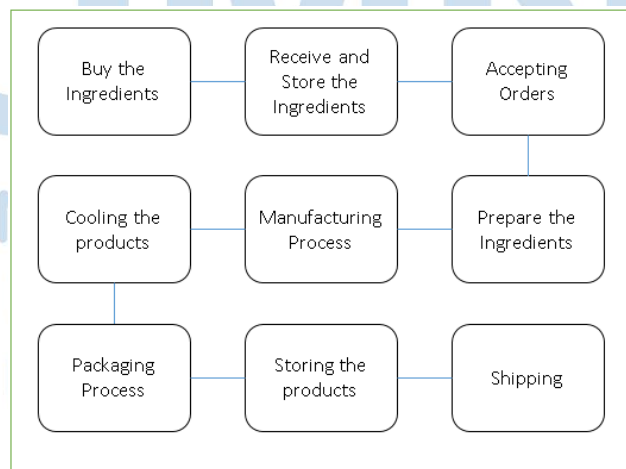 Buy the
Ingredients
Receive and
Store the
Ingredients
Accepting
Orders
Cooling the
products
Manufacturing
Process
Prepare the
Ingredients
Packaging
Process
Storing the
products
Shipping